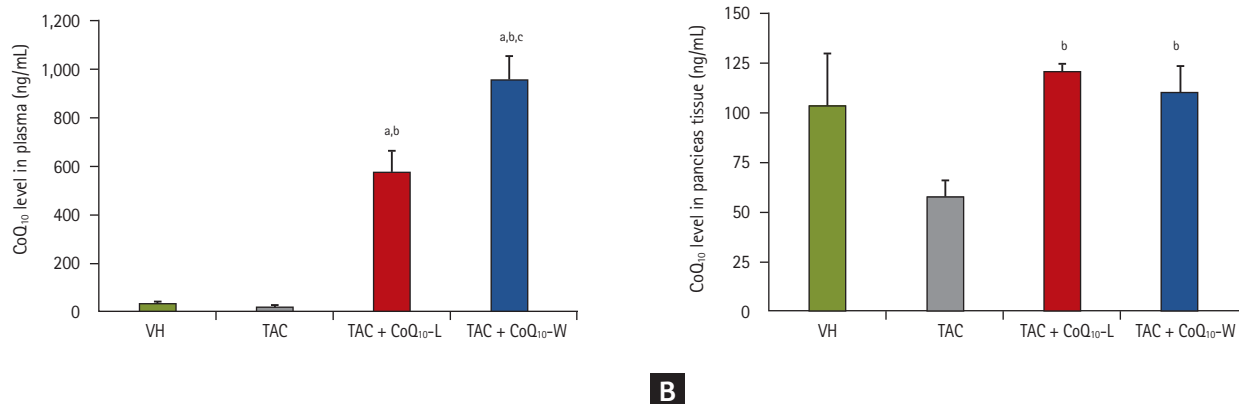 CoQ₁₀ level in plasma (ng/mL)
1,200
1,000
800
600
400
200
0
a,b
a,b,c
VH
TAC
TAC + CoQ₁₀-L
TAC + CoQ₁₀-W
CoQ₁₀ level in pancieas tissue (ng/mL)
150
125
100
75
50
25
0
b
b
VH
TAC
TAC + CoQ₁₀-L
TAC + CoQ₁₀-W
B